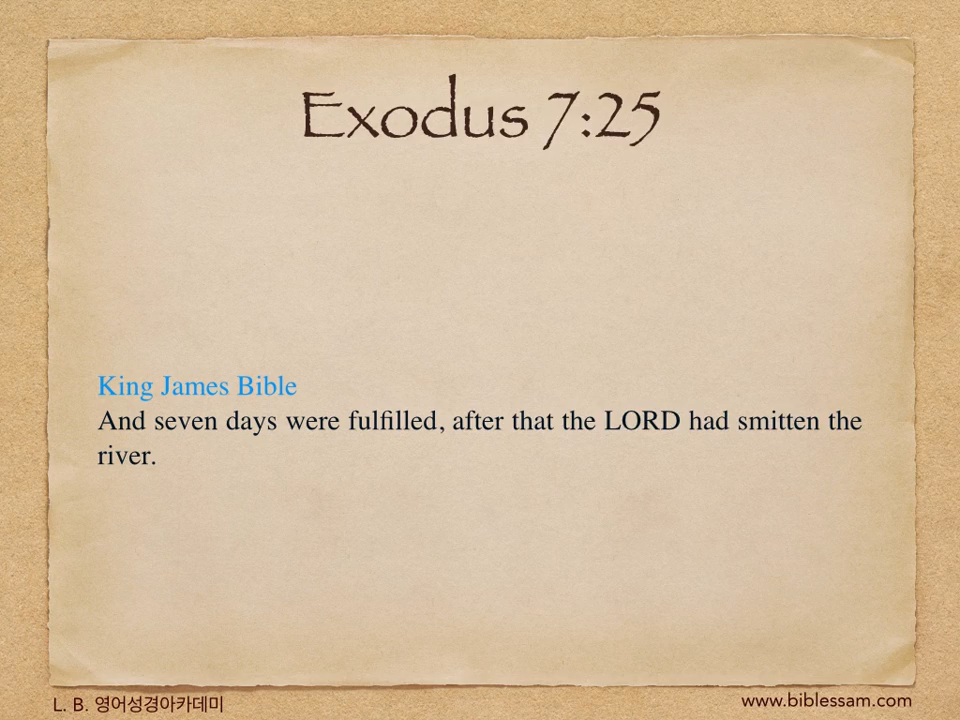 Exodus 7:25
King James Bible
And seven days were fulfilled, after that the LORD had smitten the
river.
L. B. 영어성경아카데미
www.biblessam.com